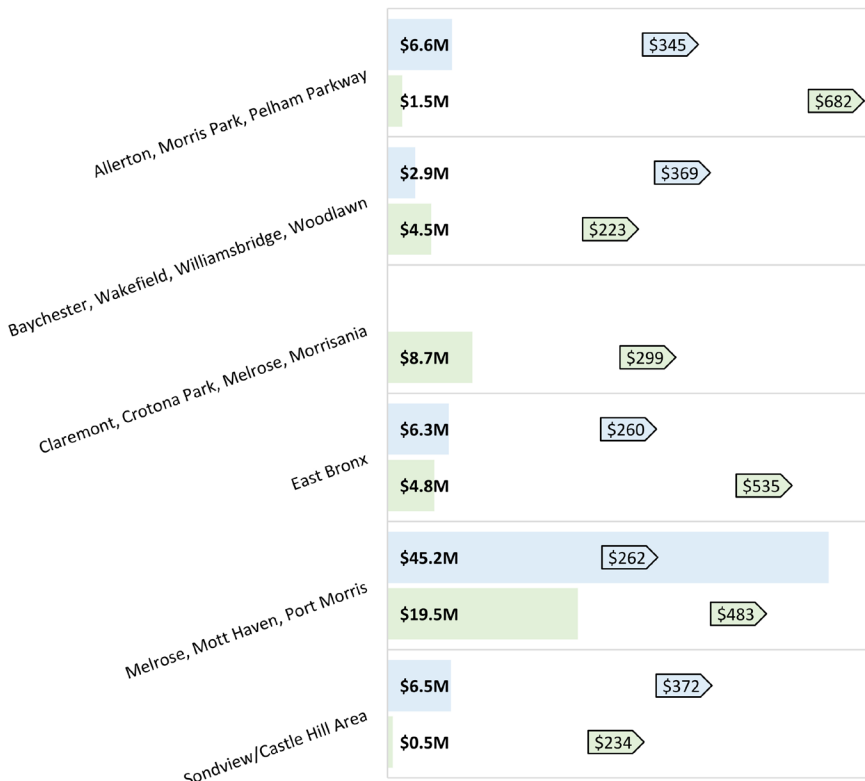 $6.6M $345
Allerton, Morris Park, Pelham Parkway
$1.5M $682
$2.9M $369
Baychester, Wakefield, Williamsbridge, Woodlawn
$4.5M $223
Claremont, Crotona Park, Melrose, Morrisania
$8.7M $299
$6.3M $260
East Bronx
$4.8M $535
$45.2M $262
Melrose, Mott Haven, Port Morris
$19.5M $483
$6.5M $372
Sondview/Castle Hill Area
$0.5M $234